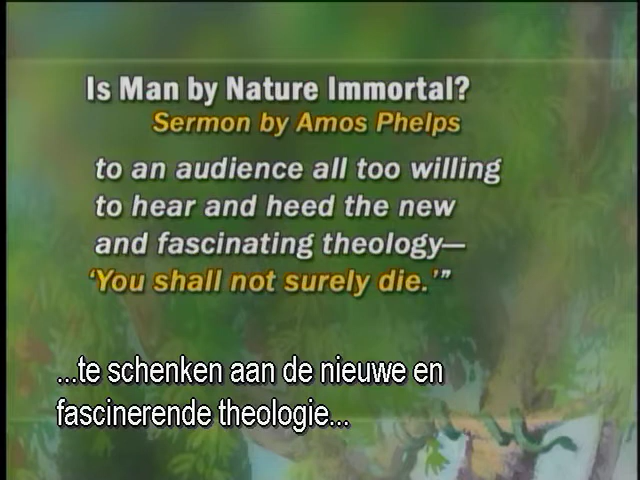 Is Man by Nature Immortal?
Sermon by Amos Phelps
to an audience all too willing
to hear and heed the new
and fascinating theology—
‘You shall not surely die.’”
...te schenken aan de nieuwe en
fascinerende theologie...